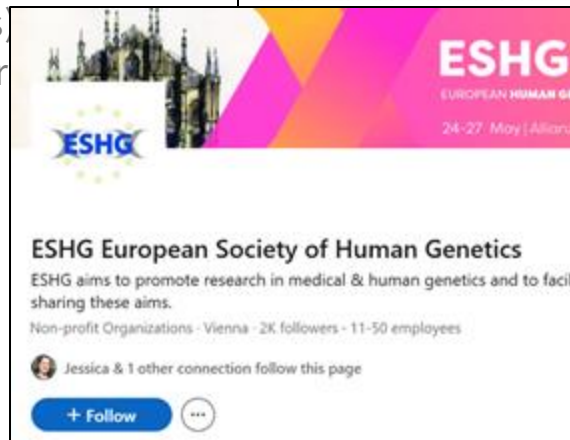 ESHG
EUROPEAN HUMAN
24-27 May |
ESHG
ESHG European Society of Human Genetics
ESHG aims to promote research in medical & human genetics and to
sharing these aims.
Non-profit Organizations · Vienna · 2K followers · 11-50 employees
Jessica & 1 other connection follow this page
+ Follow